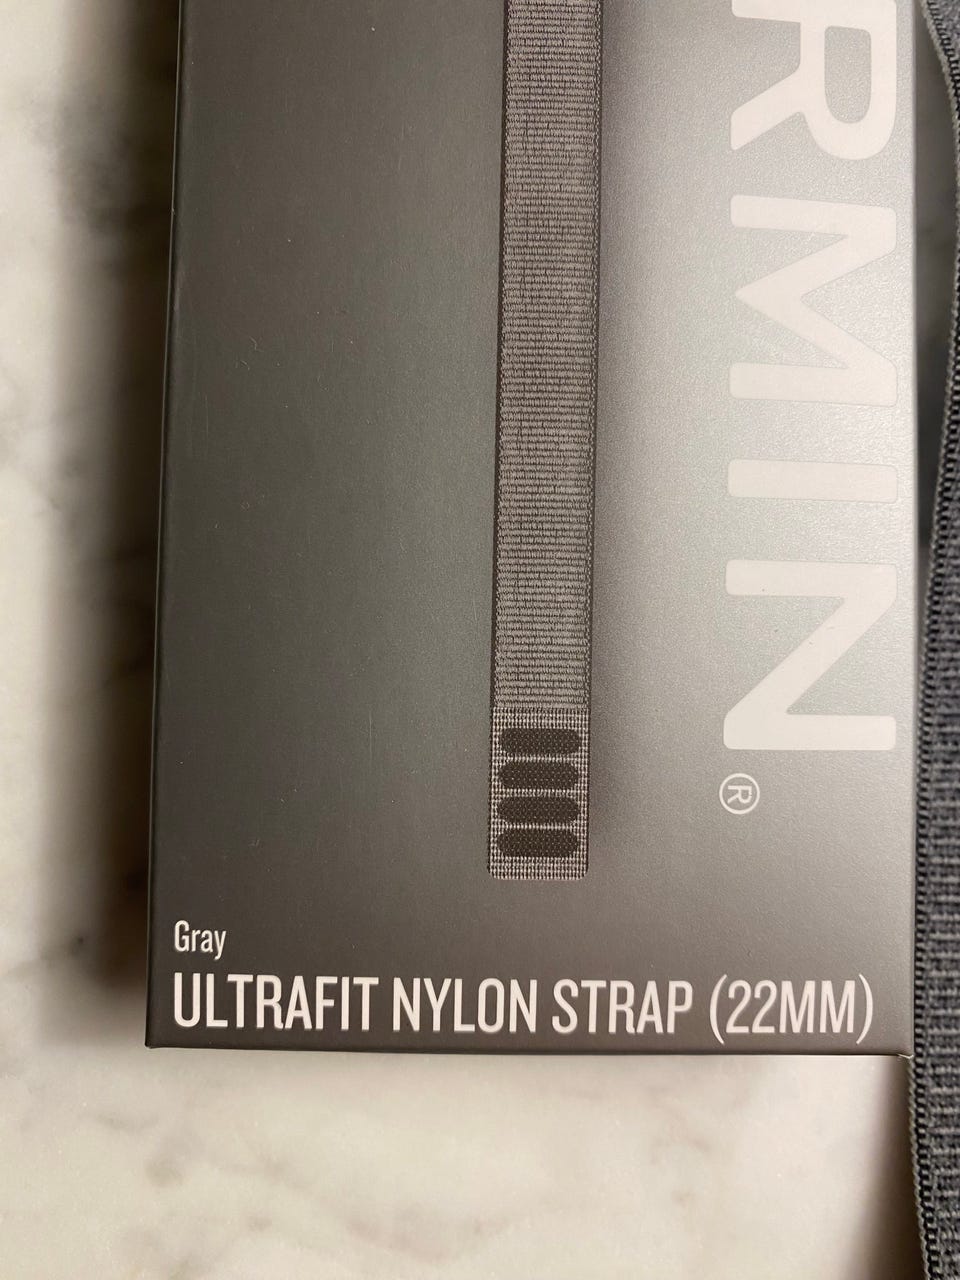 RMIN®
Gray
ULTRAFIT NYLON STRAP (22MM)